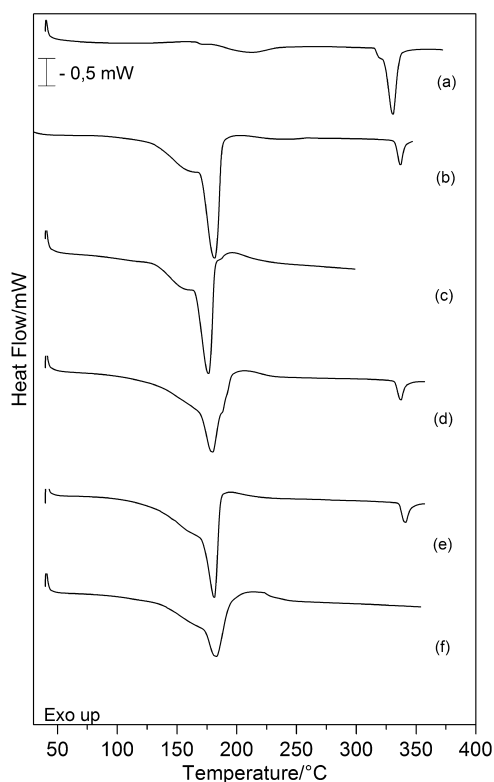 - 0,5 mW
(a)
(b)
(c)
(d)
(e)
(f)
Heat Flow/mW
Exo up
50 100 150 200 250 300 350 400
Temperature/°C